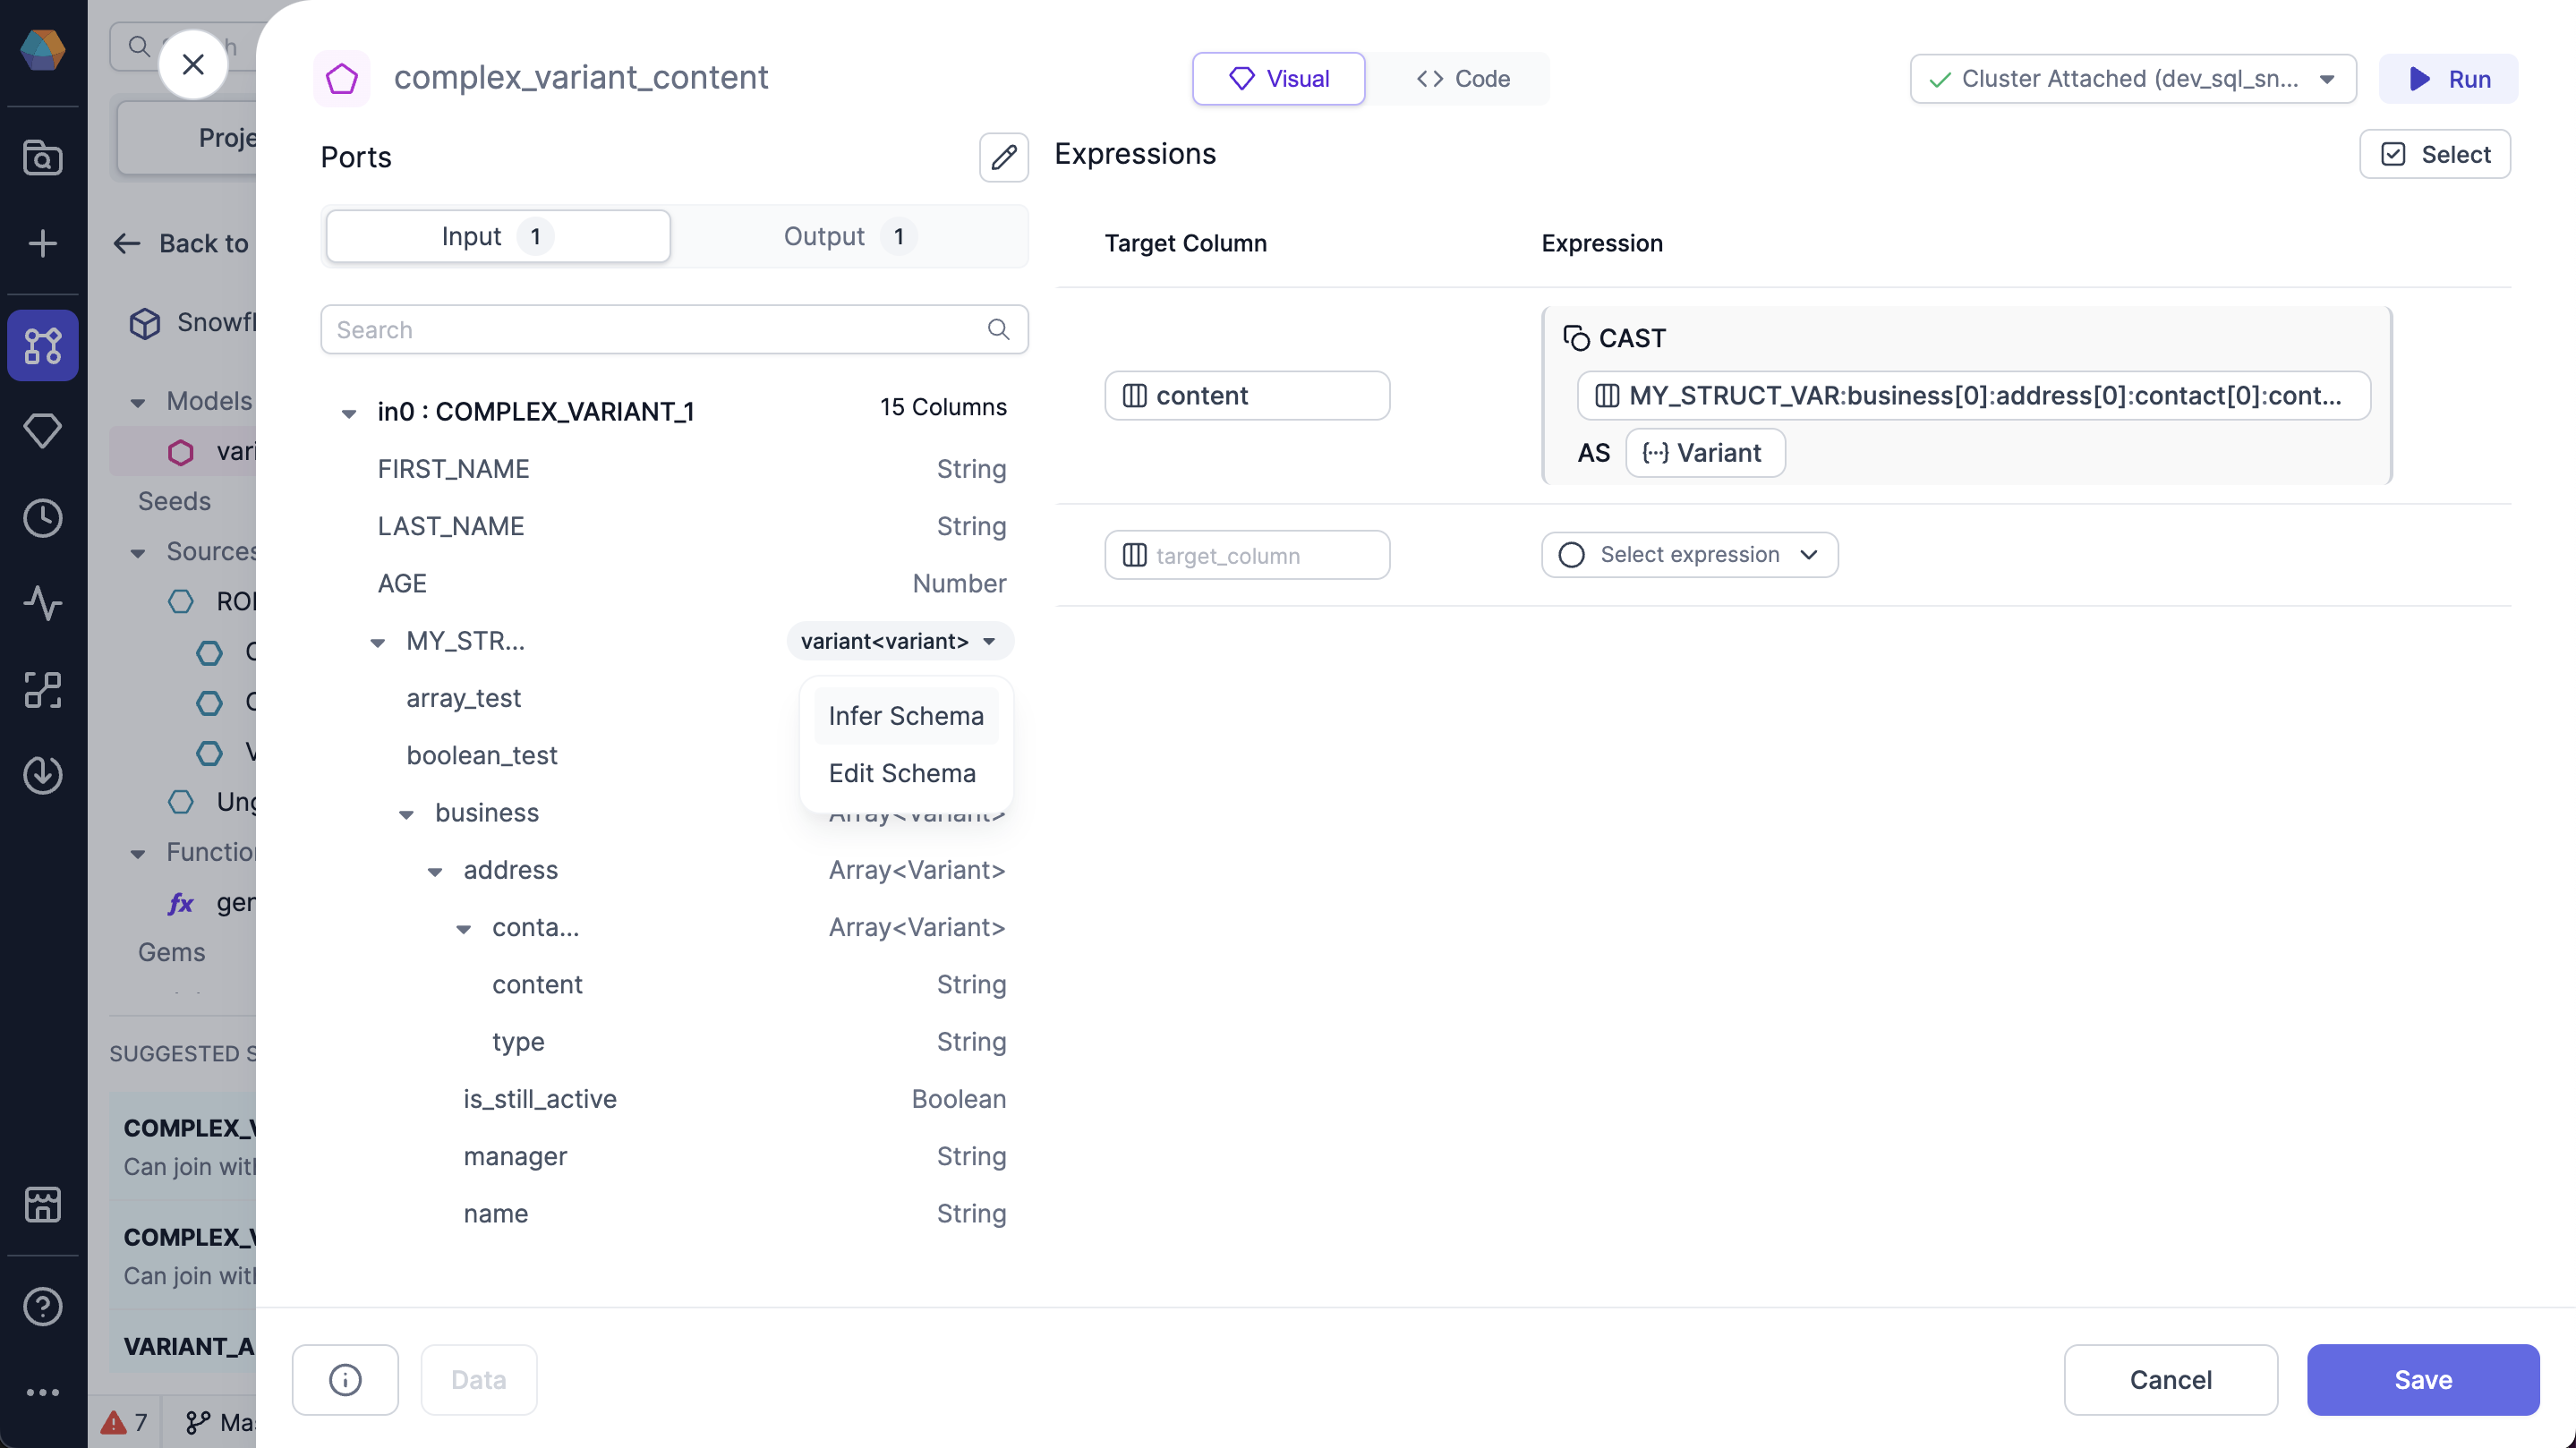 complex_variant_content
Visual
Code
Cluster Attached (dev_sql_sn...
Run
Proje
Back to
Snowfl
Models
vari
Seeds
Sources
ROI
Ung
Function
fx gen
Gems
SUGGESTED S
COMPLEX_V
Can join with
COMPLEX_V
Can join with
VARIANT_A
7
Mas
Ports
Input 1
Output 1
Search
in0 : COMPLEX_VARIANT_1 15 Columns
FIRST_NAME String
LAST_NAME String
AGE Number
MY_STR... variant<variant>
array_test
Infer Schema
boolean_test
Edit Schema
business Array<Variant>
address Array<Variant>
conta... Array<Variant>
content String
type String
is_still_active Boolean
manager String
name String
Expressions
Select
Target Column Expression
content
CAST
MY_STRUCT_VAR:business[0]:address[0]:contact[0]:cont...
AS {···} Variant
target_column
Select expression
Data
Cancel
Save